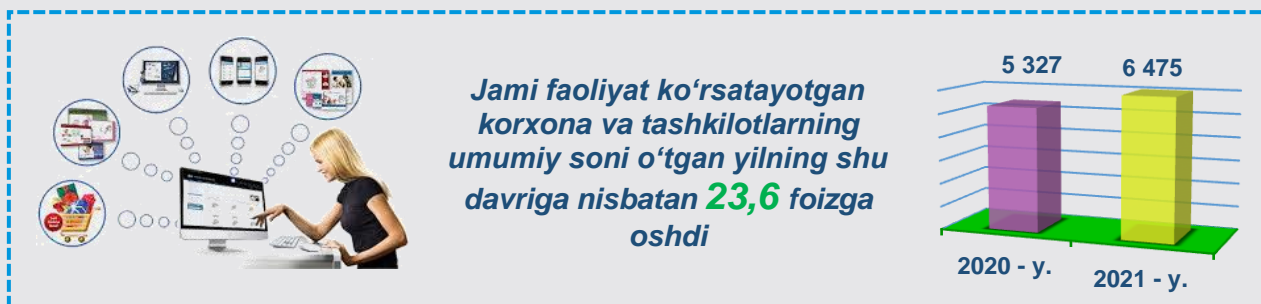 Jami faoliyat ko‘rsatayotgan
korxona va tashkilotlarning
umumiy soni o‘tgan yilning shu
davriga nisbatan 23,6 foizga
oshdi
5 327
6 475
2020 - y.
2021 - y.